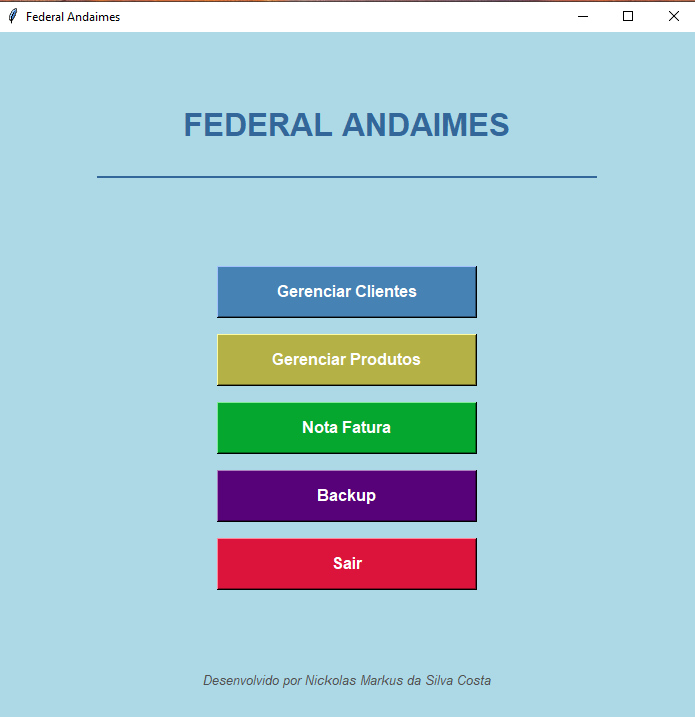 Federal Andaimes
FEDERAL ANDAIMES
Gerenciar Clientes
Gerenciar Produtos
Nota Fatura
Backup
Sair
Desenvolvido por Nickolas Markus da Silva Costa